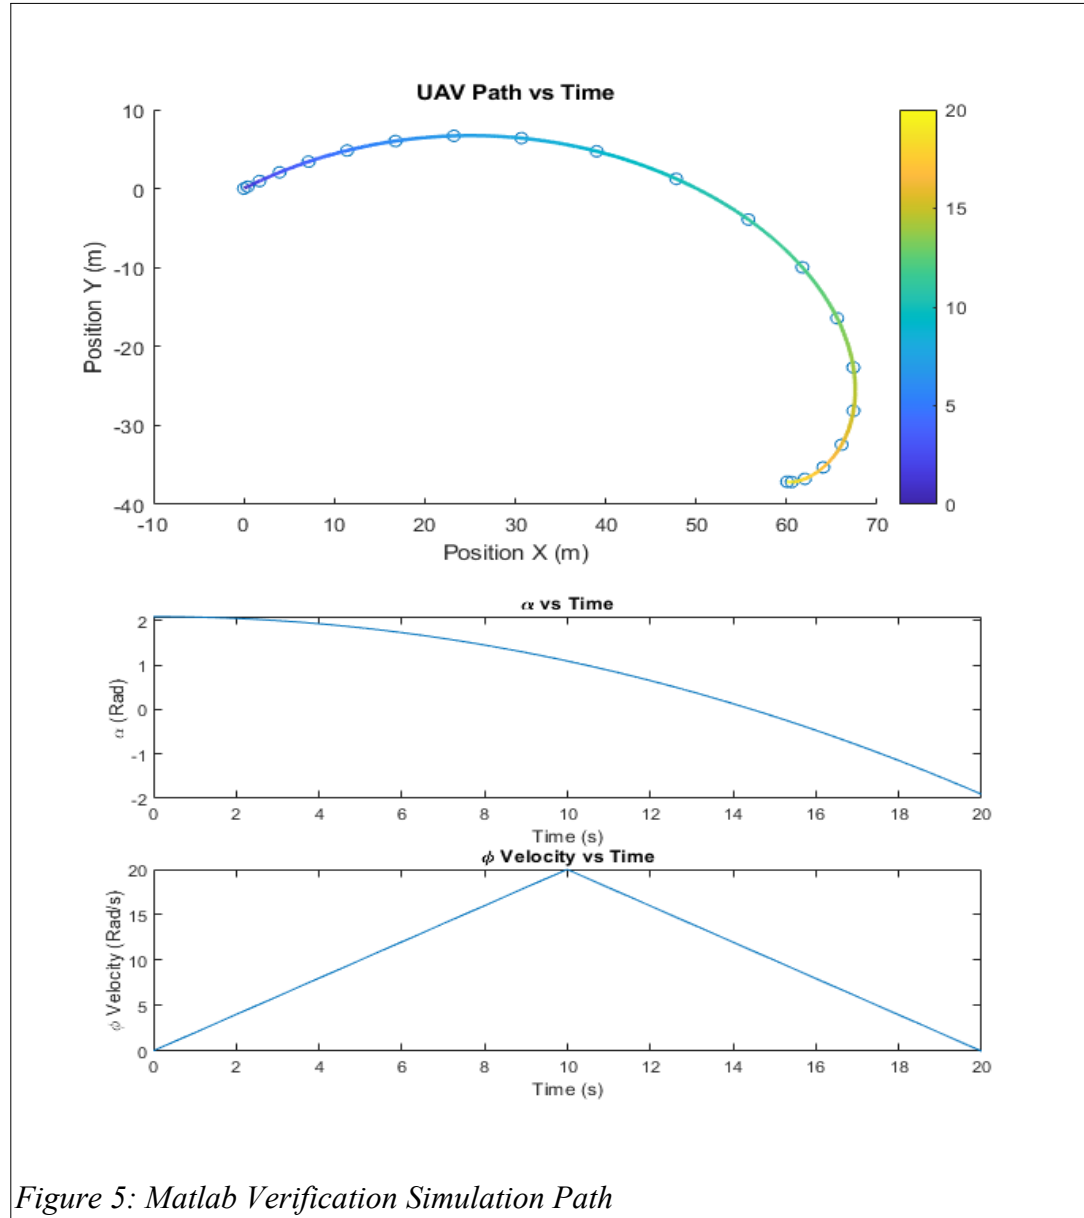 UAV Path vs Time
10
0
-10
-20
-30
-40
Position Y (m)
-10 0 10 20 30 40 50 60 70
Position X (m)
20
15
10
5
0
α vs Time
2
1
0
-1
-2
α (Rad)
0 2 4 6 8 10 12 14 16 18 20
Time (s)
ϕ Velocity vs Time
20
15
10
5
0
ϕ Velocity (Rad/s)
0 2 4 6 8 10 12 14 16 18 20
Time (s)
Figure 5: Matlab Verification Simulation Path